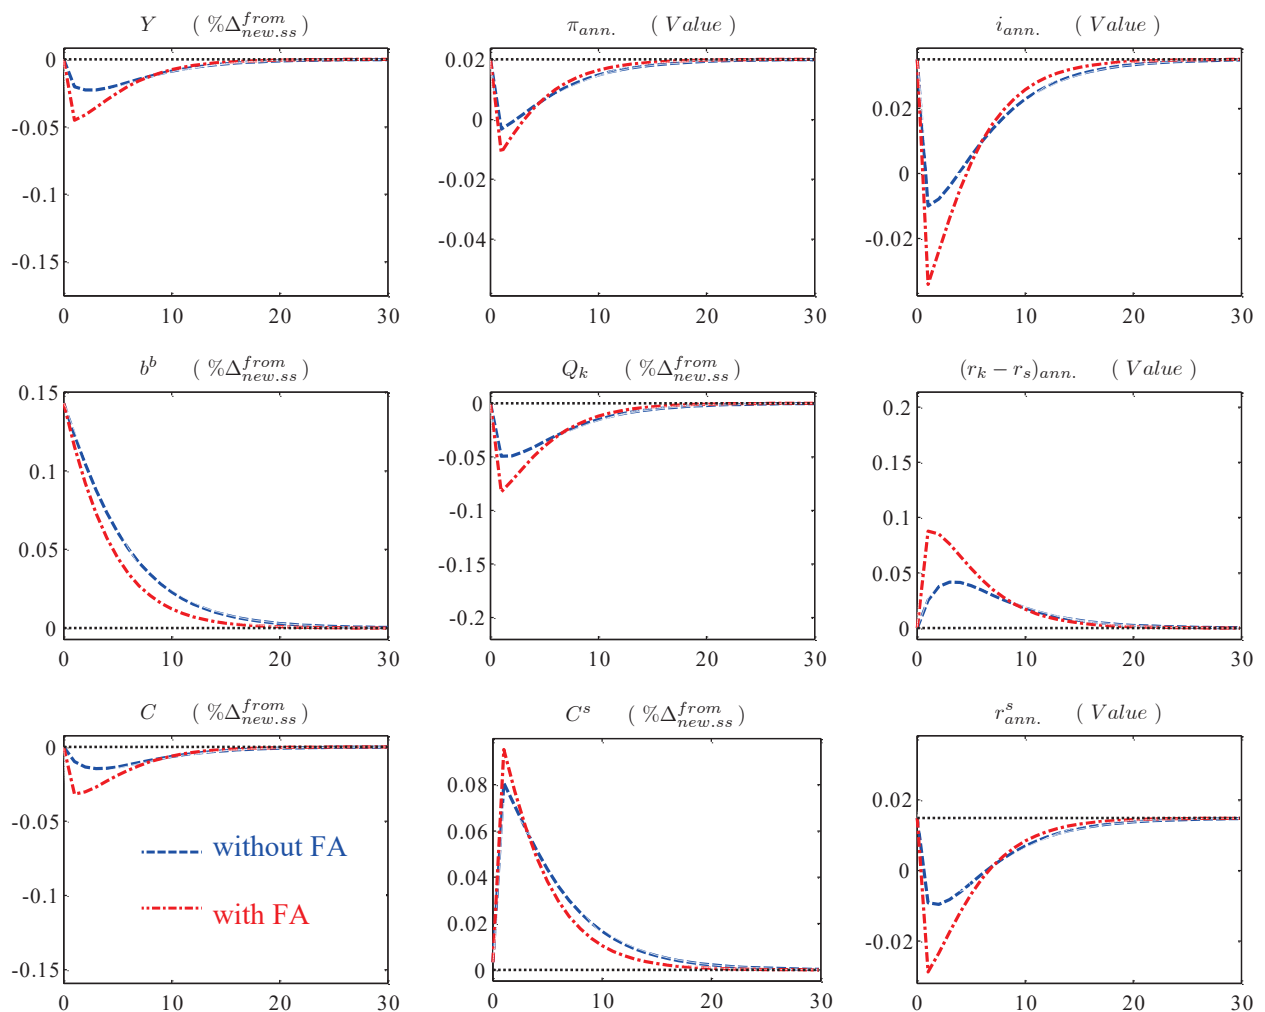 Y ( %Δ^{from}_{new.ss} )
0
-0.05
-0.1
-0.15
0 10 20 30
π_{ann.} ( Value )
0.02
0
-0.02
-0.04
0 10 20 30
i_{ann.} ( Value )
0.02
0
-0.02
0 10 20 30
b^b ( %Δ^{from}_{new.ss} )
0.15
0.1
0.05
0
0 10 20 30
Q_k ( %Δ^{from}_{new.ss} )
0
-0.05
-0.1
-0.15
-0.2
0 10 20 30
(r_k − r_s)_{ann.} ( Value )
0.2
0.15
0.1
0.05
0
0 10 20 30
C ( %Δ^{from}_{new.ss} )
0
-0.05
-0.1
-0.15
without FA
with FA
0 10 20 30
C^s ( %Δ^{from}_{new.ss} )
0.08
0.06
0.04
0.02
0
0 10 20 30
r^s_{ann.} ( Value )
0.02
0
-0.02
0 10 20 30